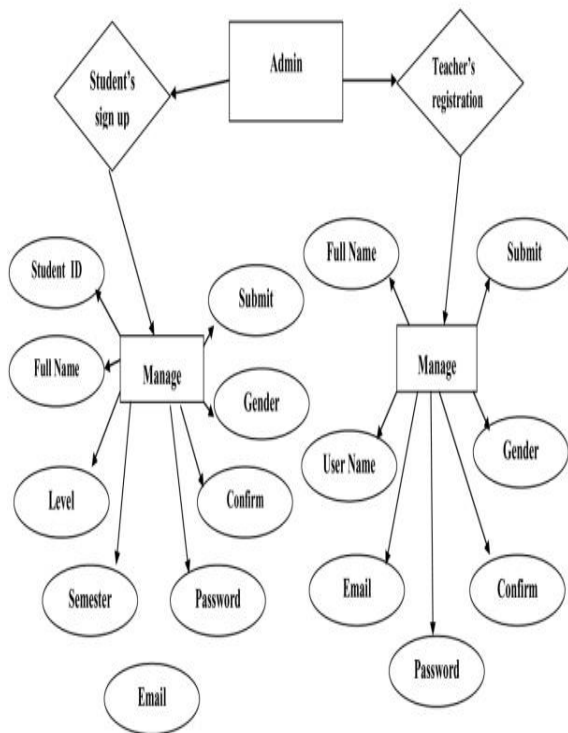 Admin
Student's
sign up
Teacher's
registration
Student ID
Full Name
Submit
Full Name
Submit
Manage
Manage
Gender
User Name
Gender
Level
Confirm
Semester
Password
Email
Confirm
Password
Email